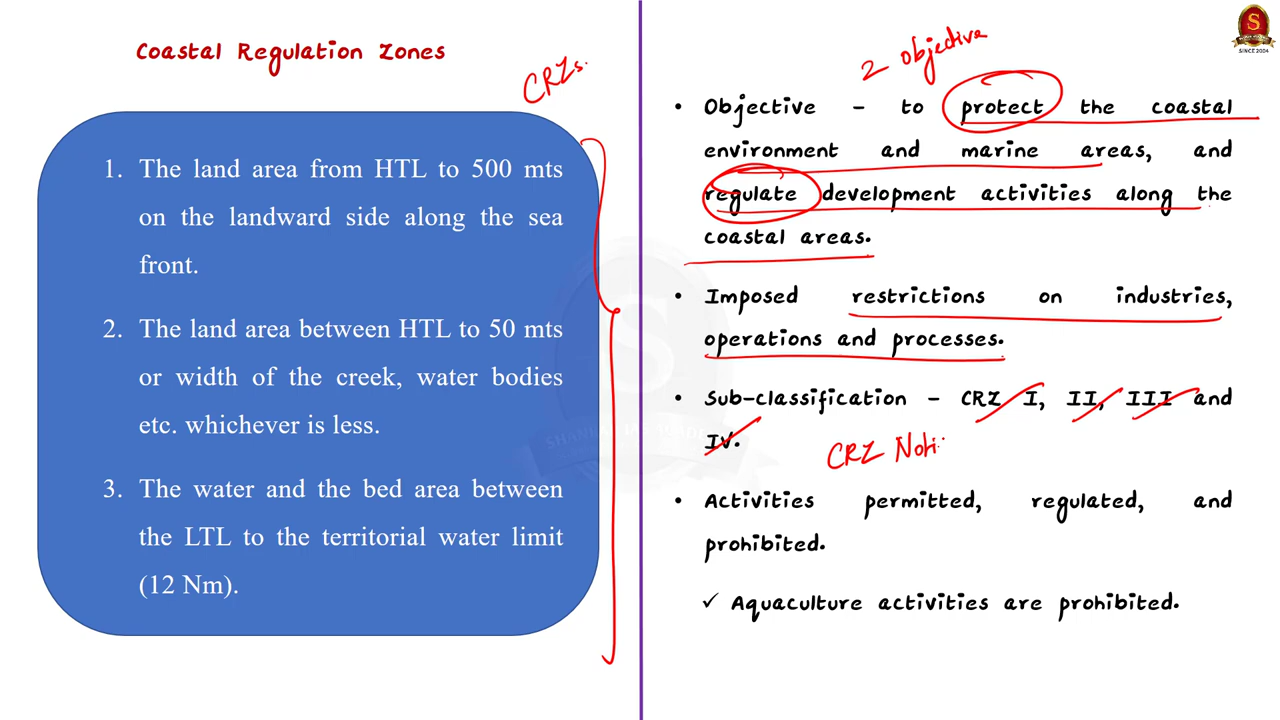 Coastal Regulation Zones
CRZs.
1. The land area from HTL to 500 mts
on the landward side along the sea
front.
2. The land area between HTL to 50 mts
or width of the creek, water bodies
etc. whichever is less.
3. The water and the bed area between
the LTL to the territorial water limit
(12 Nm).
S
SINCE 2004
2 objective
• Objective - to protect the coastal
environment and marine areas, and
regulate development activities along the
coastal areas.
• Imposed restrictions on industries,
operations and processes.
• Sub-classification - CRZ I, II, III and
IV.
CRZ Noti
• Activities permitted, regulated, and
prohibited.
✓ Aquaculture activities are prohibited.